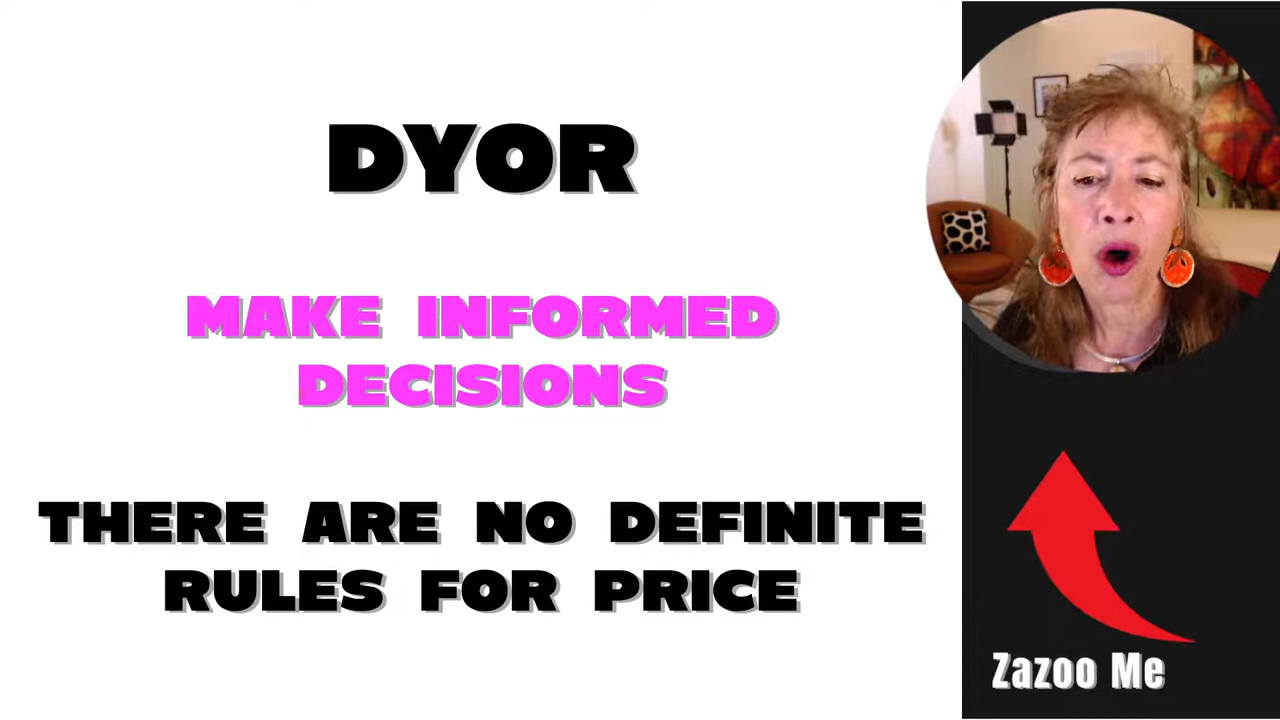 DYOR
MAKE INFORMED
DECISIONS
THERE ARE NO DEFINITE
RULES FOR PRICE
Zazoo Me